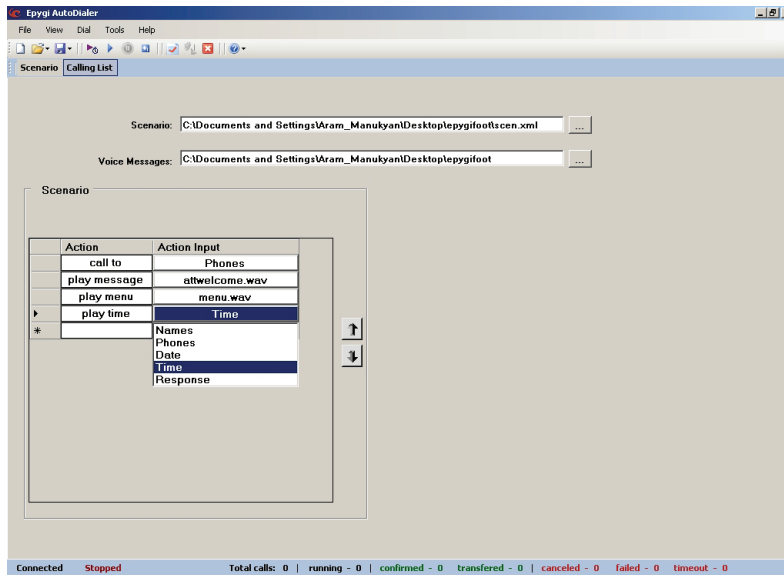 Epygi AutoDialer
File View Dial Tools Help
Scenario Calling List
Scenario: C:\Documents and Settings\Aram_Manukyan\Desktop\epygifoot\scen.xml ...
Voice Messages: C:\Documents and Settings\Aram_Manukyan\Desktop\epygifoot ...
Scenario
Action Action Input
call to Phones
play message attwelcome.wav
play menu menu.wav
play time Time
Names
Phones
Date
Time
Response
Connected Stopped Total calls: 0 | running - 0 | confirmed - 0 transfered - 0 | canceled - 0 failed - 0 timeout - 0